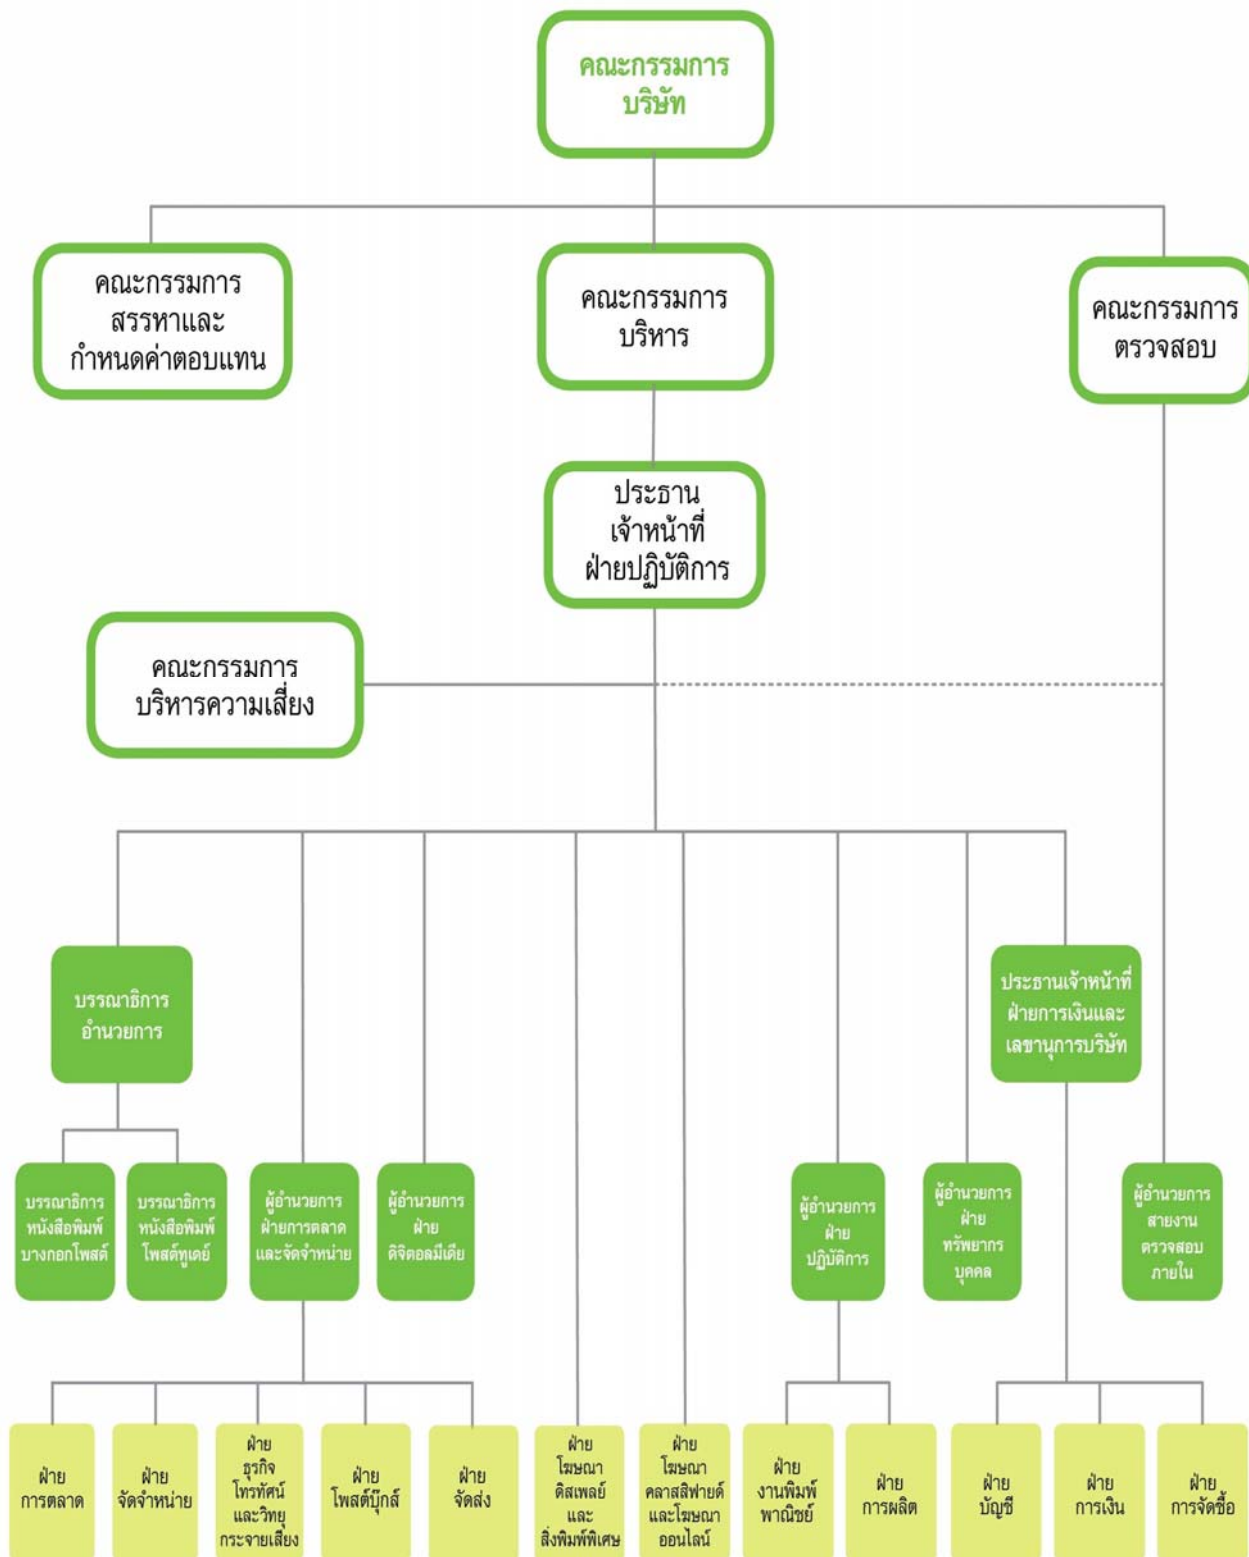 คณะกรรมการ
บริษัท
คณะกรรมการ
สรรหาและ
กำหนดค่าตอบแทน
คณะกรรมการ
บริหาร
คณะกรรมการ
ตรวจสอบ
ประธาน
เจ้าหน้าที่
ฝ่ายปฏิบัติการ
คณะกรรมการ
บริหารความเสี่ยง
บรรณาธิการ
อำนวยการ
ประธานเจ้าหน้าที่
ฝ่ายการเงินและ
เลขานุการบริษัท
บรรณาธิการ
หนังสือพิมพ์
บางกอกโพสต์
บรรณาธิการ
หนังสือพิมพ์
โพสต์ทูเดย์
ผู้อำนวยการ
ฝ่ายการตลาด
และจัดจำหน่าย
ผู้อำนวยการ
ฝ่าย
ดิจิตอลมีเดีย
ผู้อำนวยการ
ฝ่าย
ปฏิบัติการ
ผู้อำนวยการ
ฝ่าย
ทรัพยากร
บุคคล
ผู้อำนวยการ
สายงาน
ตรวจสอบ
ภายใน
ฝ่าย
การตลาด
ฝ่าย
จัดจำหน่าย
ฝ่าย
ธุรกิจ
โทรทัศน์
และวิทยุ
กระจายเสียง
ฝ่าย
โพสต์บุ๊กส์
ฝ่าย
จัดส่ง
ฝ่าย
โฆษณา
ดิสเพลย์
และ
สิ่งพิมพ์พิเศษ
ฝ่าย
โฆษณา
คลาสสิฟายด์
และโฆษณา
ออนไลน์
ฝ่าย
งานพิมพ์
พาณิชย์
ฝ่าย
การผลิต
ฝ่าย
บัญชี
ฝ่าย
การเงิน
ฝ่าย
การจัดซื้อ